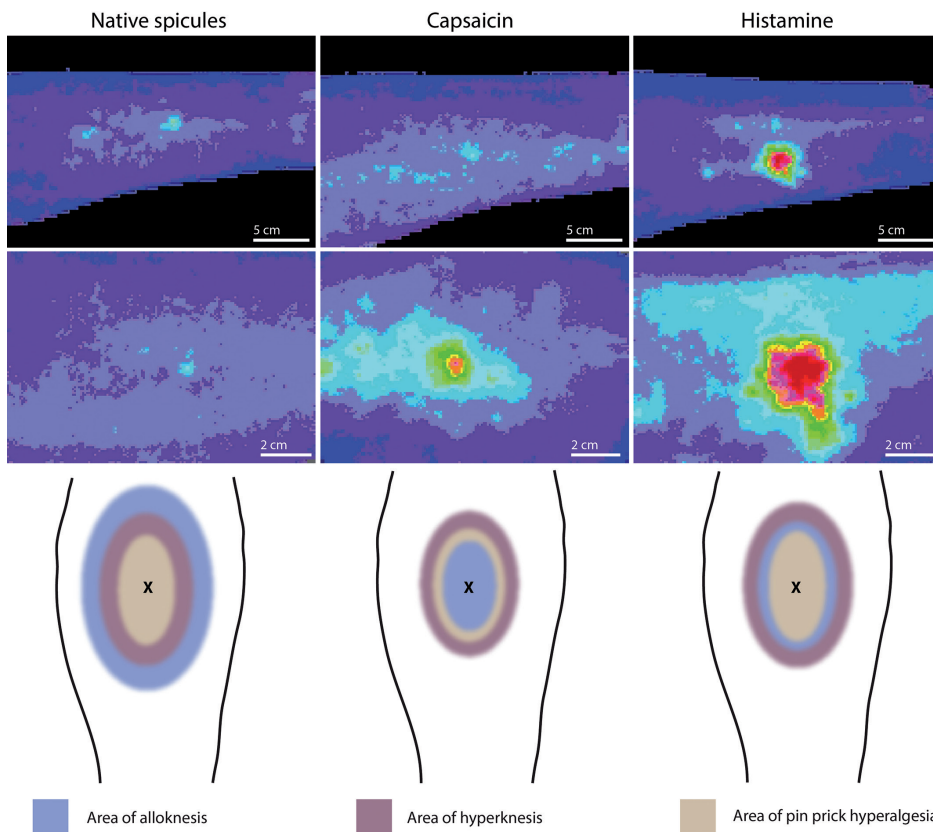 Native spicules
Capsaicin
Histamine
5 cm
5 cm
5 cm
2 cm
2 cm
2 cm
X
X
X
Area of alloknesis
Area of hyperknesis
Area of pin prick hyperalgesia